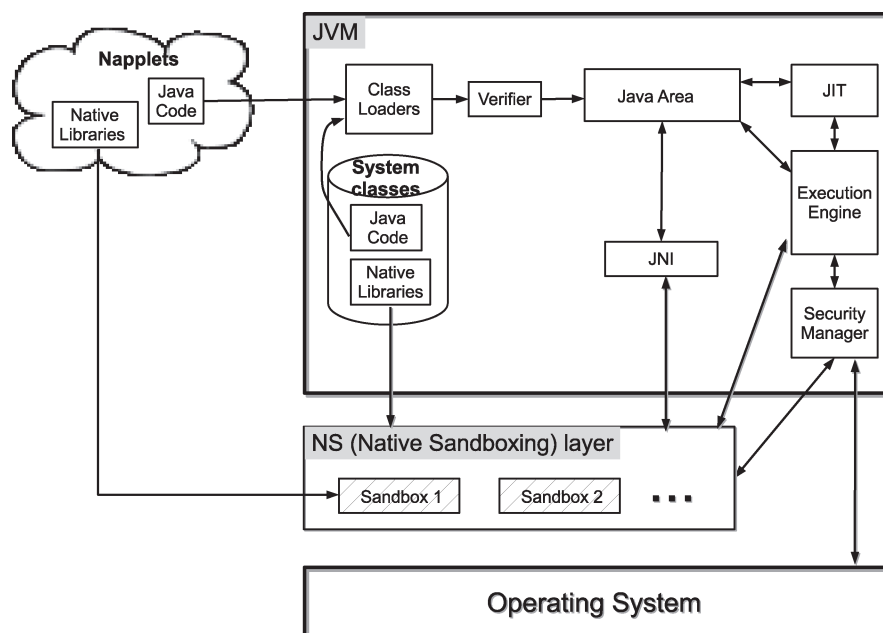 JVM
Napplets
Java
Code
Native
Libraries
Class
Loaders
Verifier
Java Area
JIT
System
classes
Java
Code
Native
Libraries
JNI
Execution
Engine
Security
Manager
NS (Native Sandboxing) layer
Sandbox 1
Sandbox 2
...
Operating System